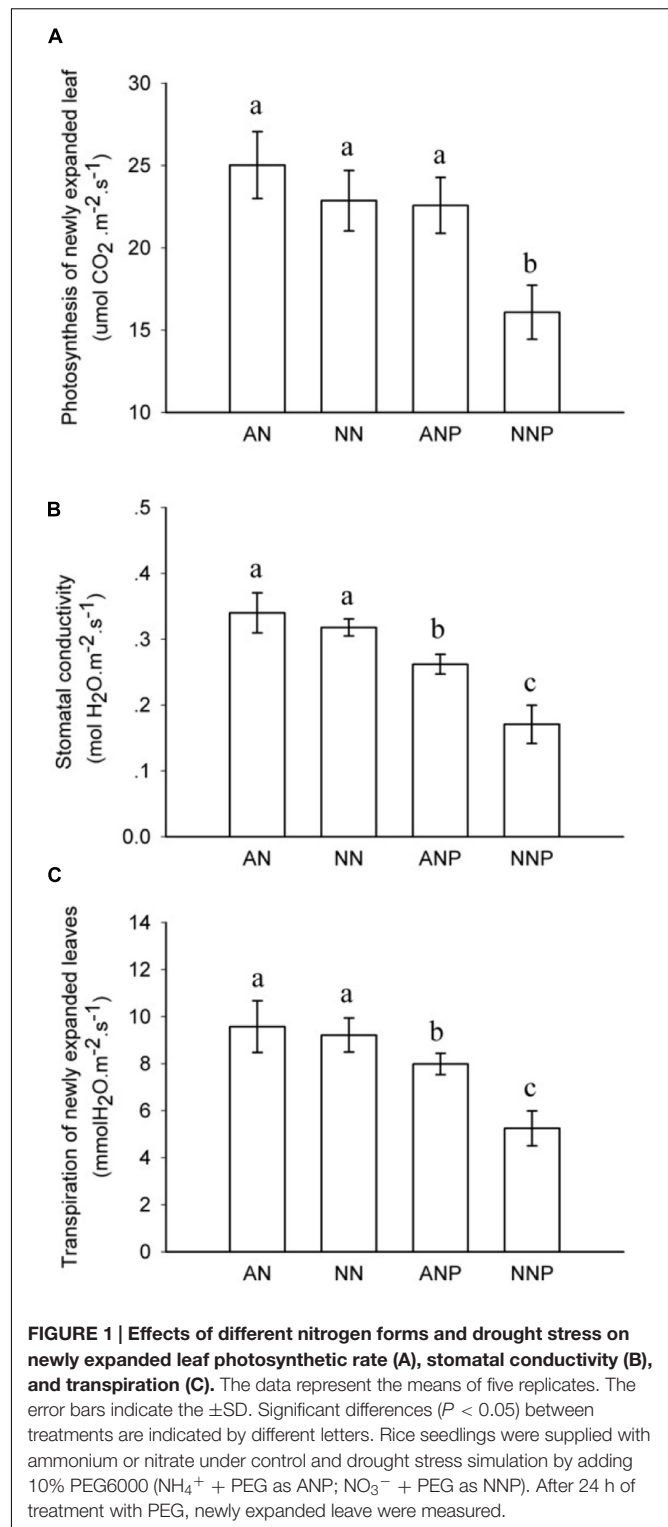 A
Photosynthesis of newly expanded leaf
(umol CO2 .m-2.s-1)
30
25
20
15
10
a
a
a
b
AN NN ANP NNP
B
Stomatal conductivity
(mol H2O.m-2.s-1)
.5
.4
.3
.2
.1
0.0
a
a
b
c
AN NN ANP NNP
C
Transpiration of newly expanded leaves
(mmolH2O.m-2.s-1)
14
12
10
8
6
4
2
0
a
a
b
c
AN NN ANP NNP
FIGURE 1 | Effects of different nitrogen forms and drought stress on
newly expanded leaf photosynthetic rate (A), stomatal conductivity (B),
and transpiration (C). The data represent the means of five replicates. The
error bars indicate the ±SD. Significant differences (P < 0.05) between
treatments are indicated by different letters. Rice seedlings were supplied with
ammonium or nitrate under control and drought stress simulation by adding
10% PEG6000 (NH4+ + PEG as ANP; NO3− + PEG as NNP). After 24 h of
treatment with PEG, newly expanded leave were measured.